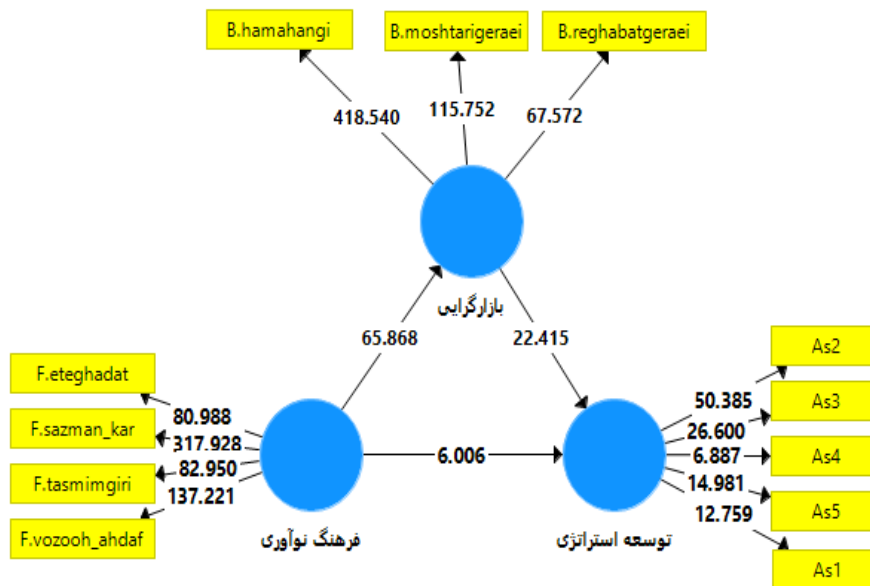 B.hamahangi
B.moshtarigeraei
B.reghabatgeraei
418.540
115.752
67.572
بازارگرایی
65.868
22.415
F.eteghadat
F.sazman_kar
F.tasmimgiri
F.vozooh_ahdaf
80.988
317.928
82.950
137.221
فرهنگ نوآوری
6.006
توسعه استراتژی
50.385
26.600
6.887
14.981
12.759
As2
As3
As4
As5
As1